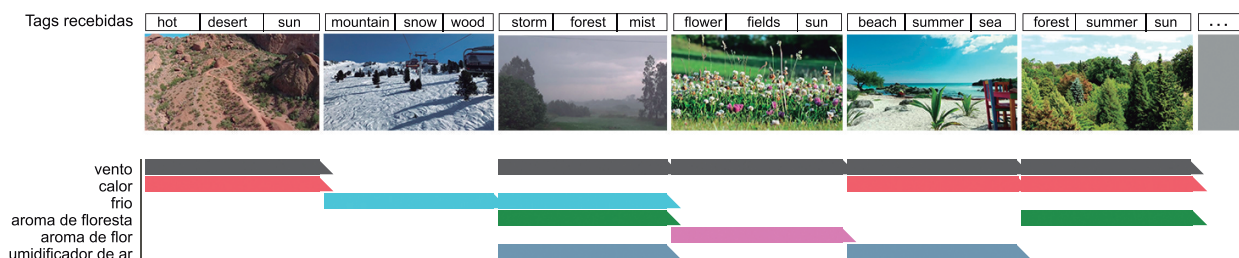 Tags recebidas hot desert sun mountain snow wood storm forest mist flower fields sun beach summer sea forest summer sun ...
vento
calor
frio
aroma de floresta
aroma de flor
umidificador de ar